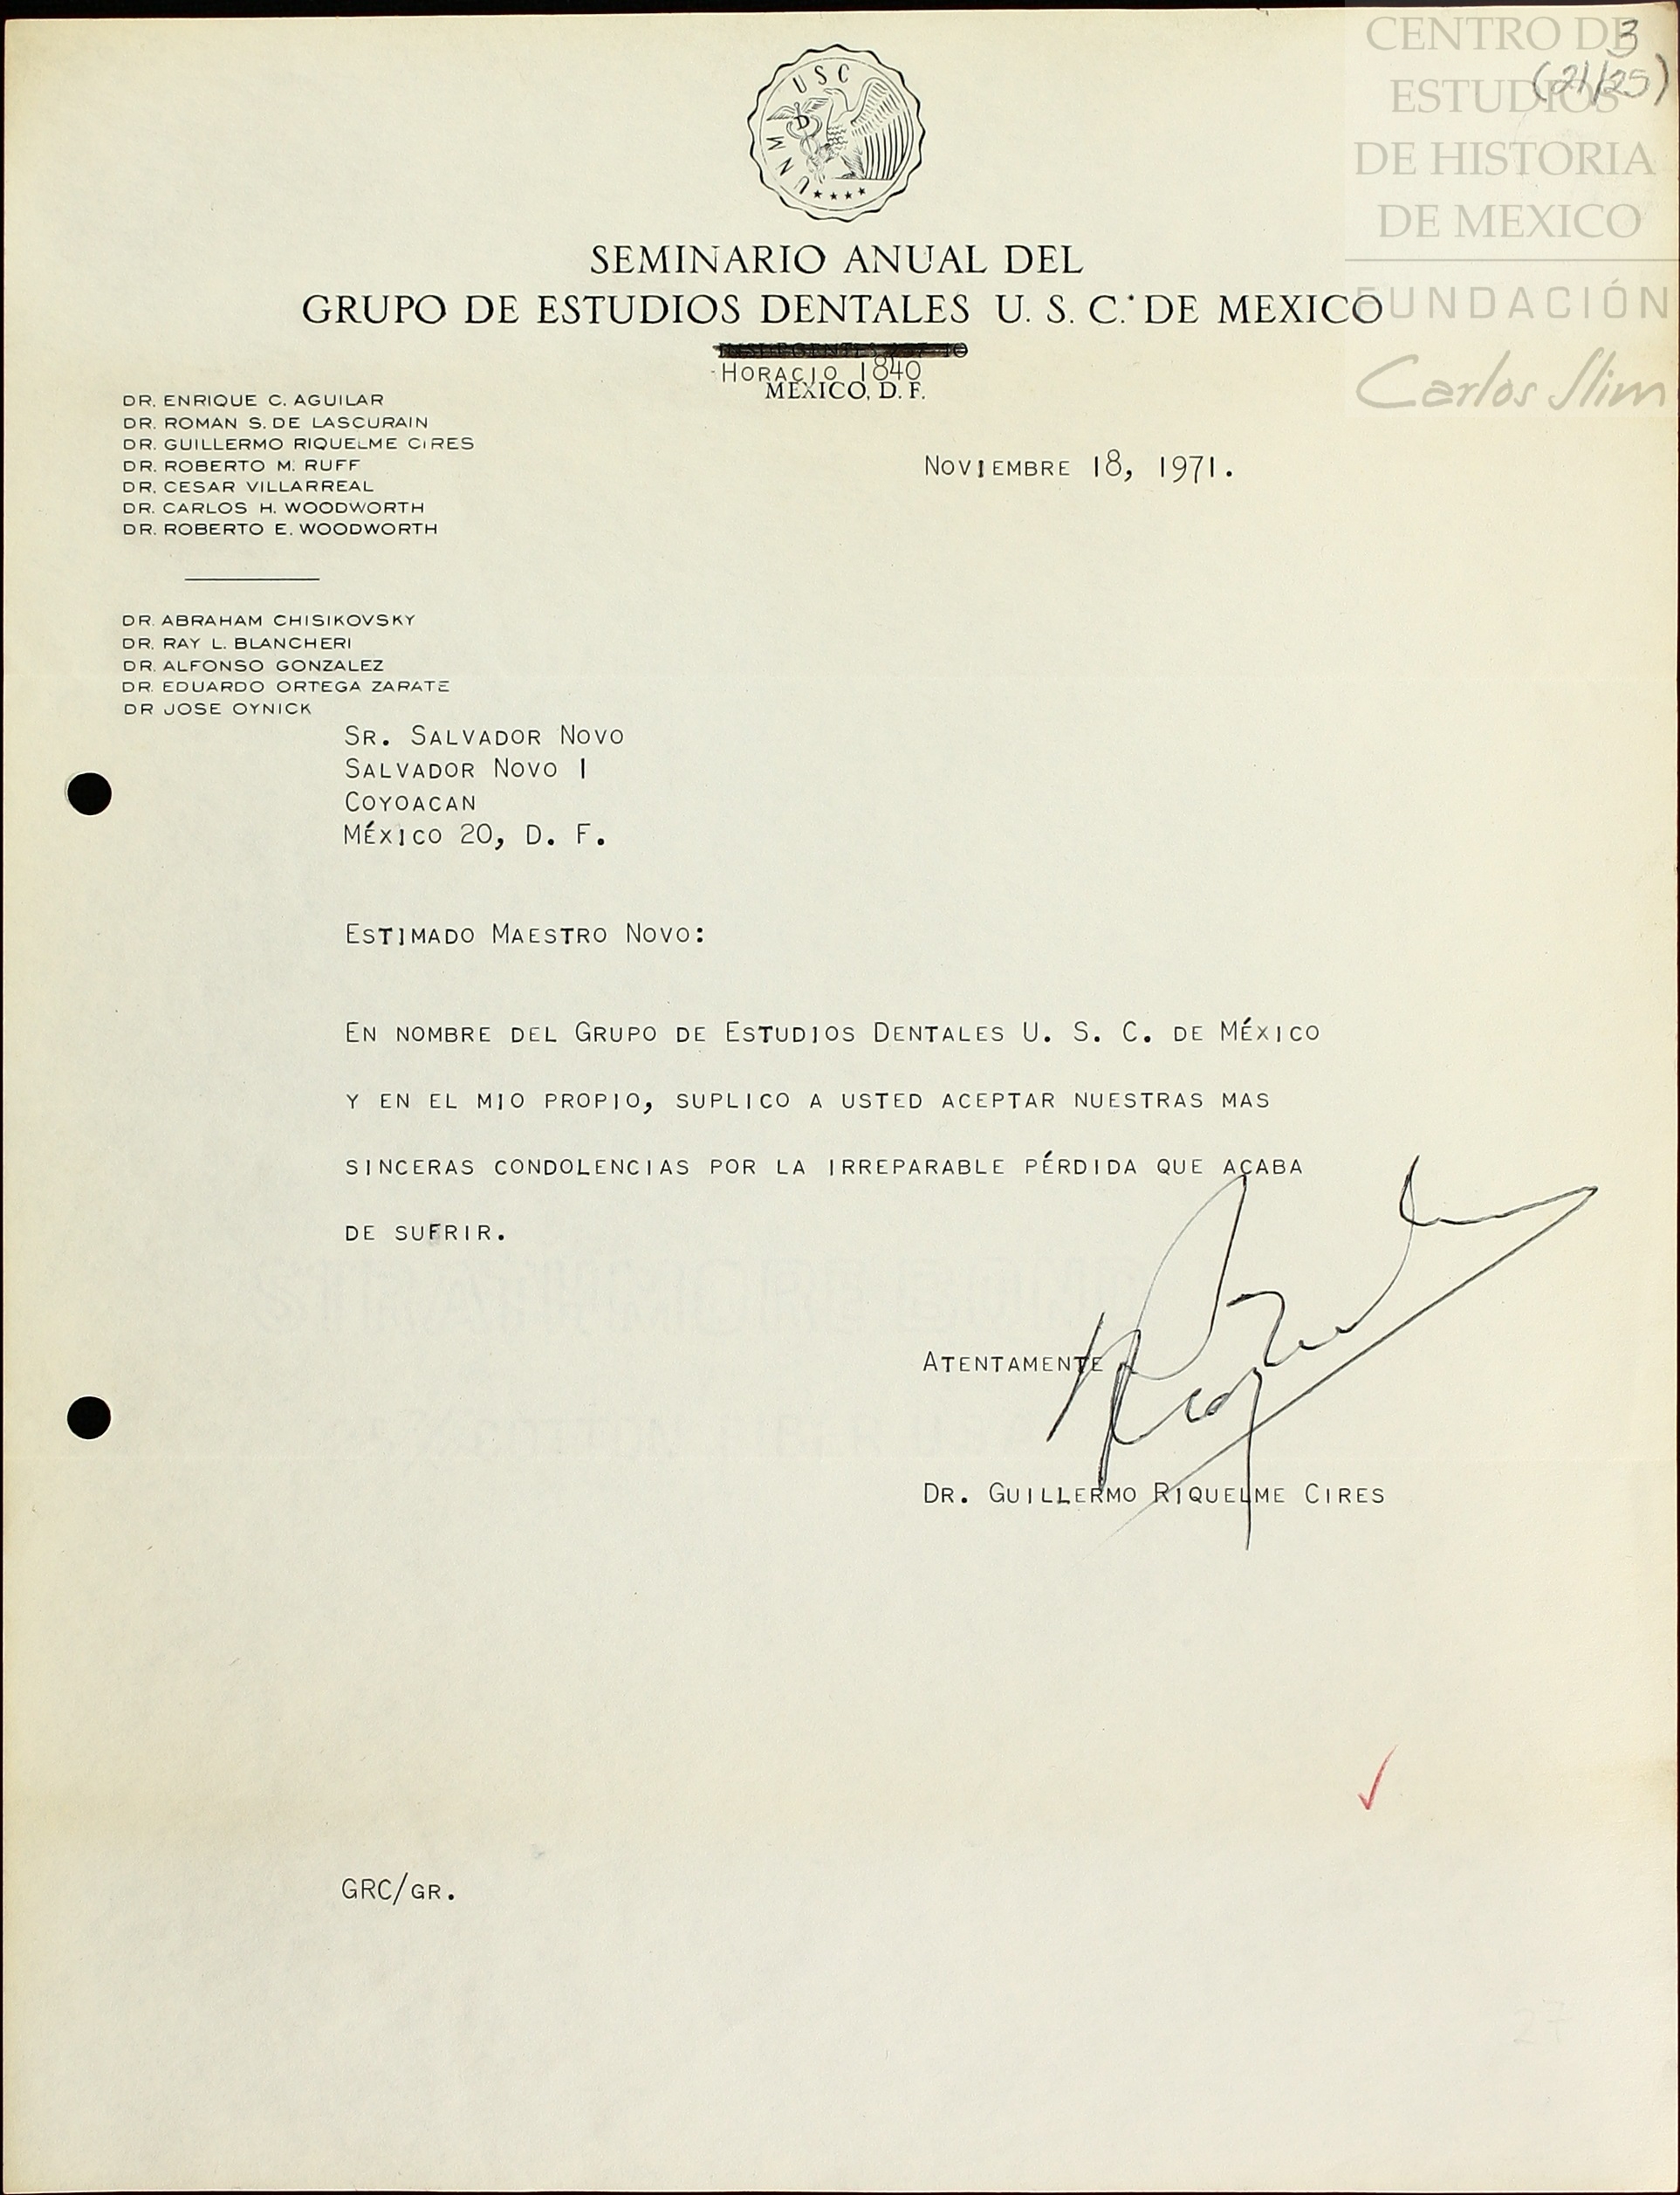 CENTRO DE
ESTUDIOS
DE HISTORIA
DE MEXICO
FUNDACIÓN
Carlos Slim
3
(21/25)
USC
UNM
D
SEMINARIO ANUAL DEL
GRUPO DE ESTUDIOS DENTALES U. S. C. DE MEXICO
HORACIO 1840
MEXICO, D. F.
DR. ENRIQUE C. AGUILAR
DR. ROMAN S. DE LASCURAIN
DR. GUILLERMO RIQUELME CIRES
DR. ROBERTO M. RUFF
DR. CESAR VILLARREAL
DR. CARLOS H. WOODWORTH
DR. ROBERTO E. WOODWORTH
NOVIEMBRE 18, 1971.
DR. ABRAHAM CHISIKOVSKY
DR. RAY L. BLANCHERI
DR. ALFONSO GONZALEZ
DR. EDUARDO ORTEGA ZARATE
DR JOSE OYNICK
SR. SALVADOR NOVO
SALVADOR NOVO 1
COYOACAN
MÉXICO 20, D. F.
ESTIMADO MAESTRO NOVO:
EN NOMBRE DEL GRUPO DE ESTUDIOS DENTALES U. S. C. DE MÉXICO
Y EN EL MIO PROPIO, SUPLICO A USTED ACEPTAR NUESTRAS MAS
SINCERAS CONDOLENCIAS POR LA IRREPARABLE PÉRDIDA QUE ACABA
DE SUFRIR.
ATENTAMENTE
DR. GUILLERMO RIQUELME CIRES
GRC/GR.
27